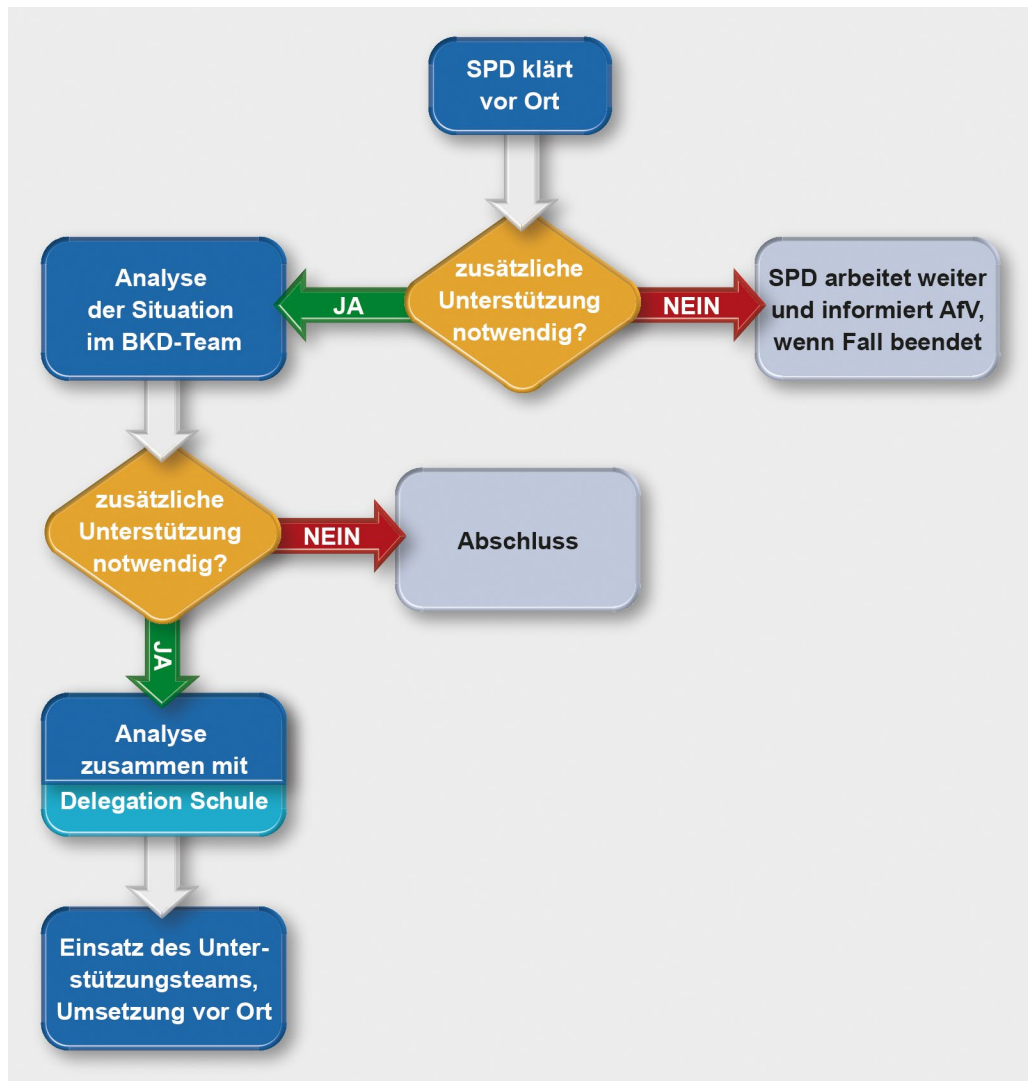 SPD klärt
vor Ort
zusätzliche
Unterstützung
notwendig?
JA
NEIN
Analyse
der Situation
im BKD-Team
SPD arbeitet weiter
und informiert AfV,
wenn Fall beendet
zusätzliche
Unterstützung
notwendig?
NEIN
Abschluss
JA
Analyse
zusammen mit
Delegation Schule
Einsatz des Unter-
stützungsteams,
Umsetzung vor Ort